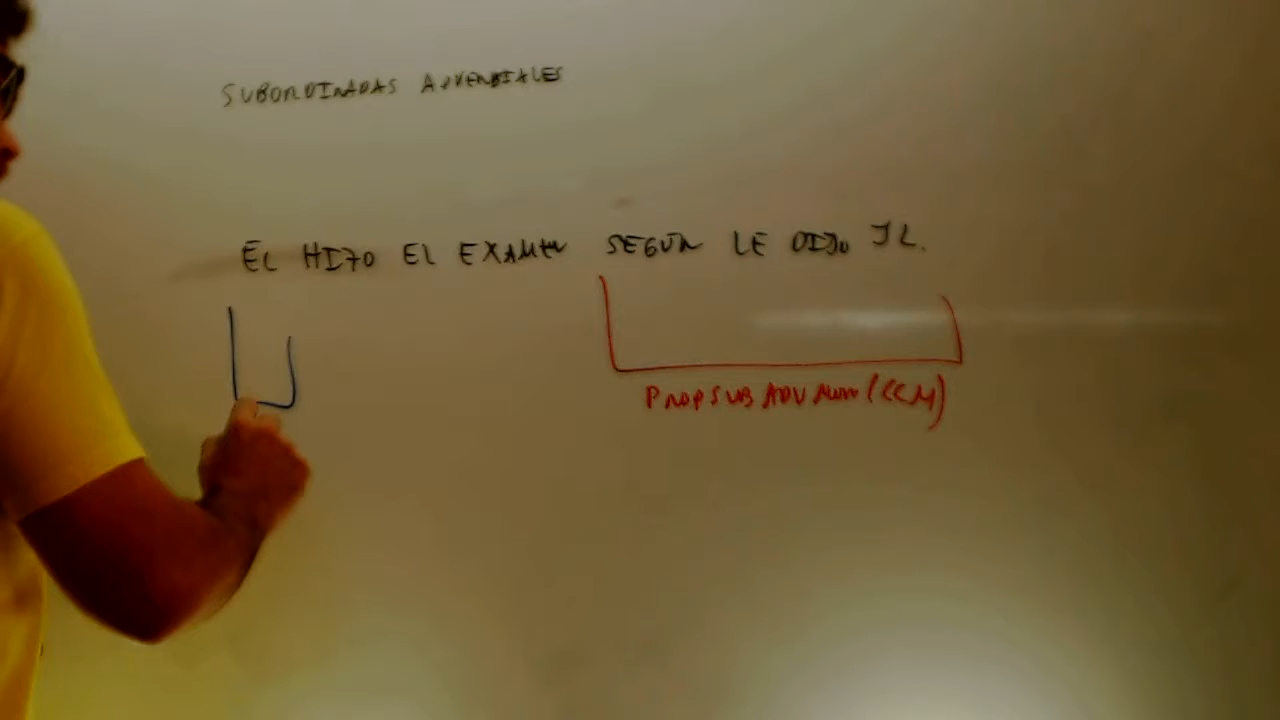 SUBORDINADAS ADVERBIALES
EL HIZO EL EXAMEN SEGÚN LE DIJO JL.
PROP SUB ADV MOD (CCM)